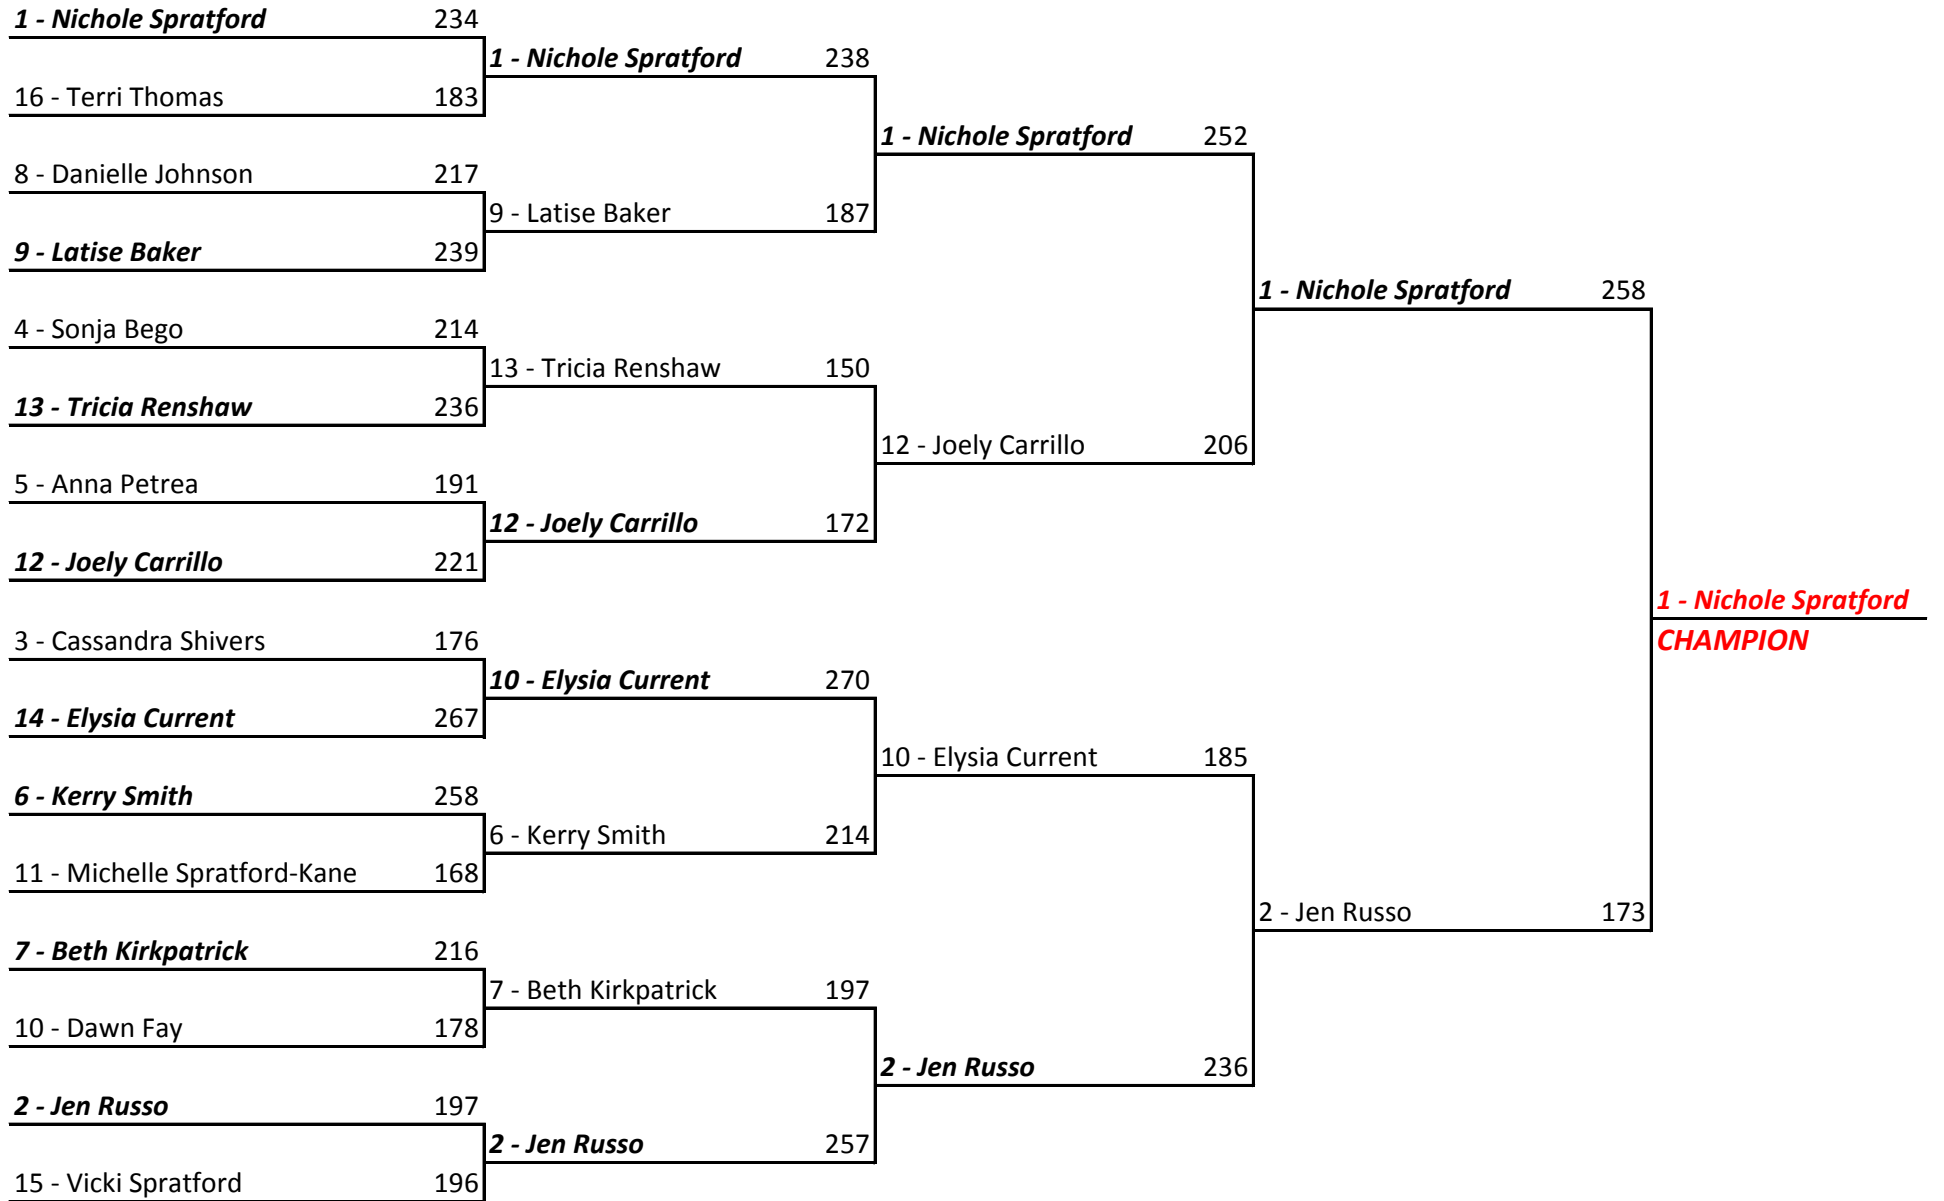 1 - Nichole Spratford 234
1 - Nichole Spratford 238
16 - Terri Thomas 183
1 - Nichole Spratford 252
8 - Danielle Johnson 217
9 - Latise Baker 187
9 - Latise Baker 239
1 - Nichole Spratford 258
4 - Sonja Bego 214
13 - Tricia Renshaw 150
13 - Tricia Renshaw 236
12 - Joely Carrillo 206
5 - Anna Petrea 191
12 - Joely Carrillo 172
12 - Joely Carrillo 221
1 - Nichole Spratford
3 - Cassandra Shivers 176
CHAMPION
10 - Elysia Current 270
14 - Elysia Current 267
10 - Elysia Current 185
6 - Kerry Smith 258
6 - Kerry Smith 214
11 - Michelle Spratford-Kane 168
2 - Jen Russo 173
7 - Beth Kirkpatrick 216
7 - Beth Kirkpatrick 197
10 - Dawn Fay 178
2 - Jen Russo 236
2 - Jen Russo 197
2 - Jen Russo 257
15 - Vicki Spratford 196